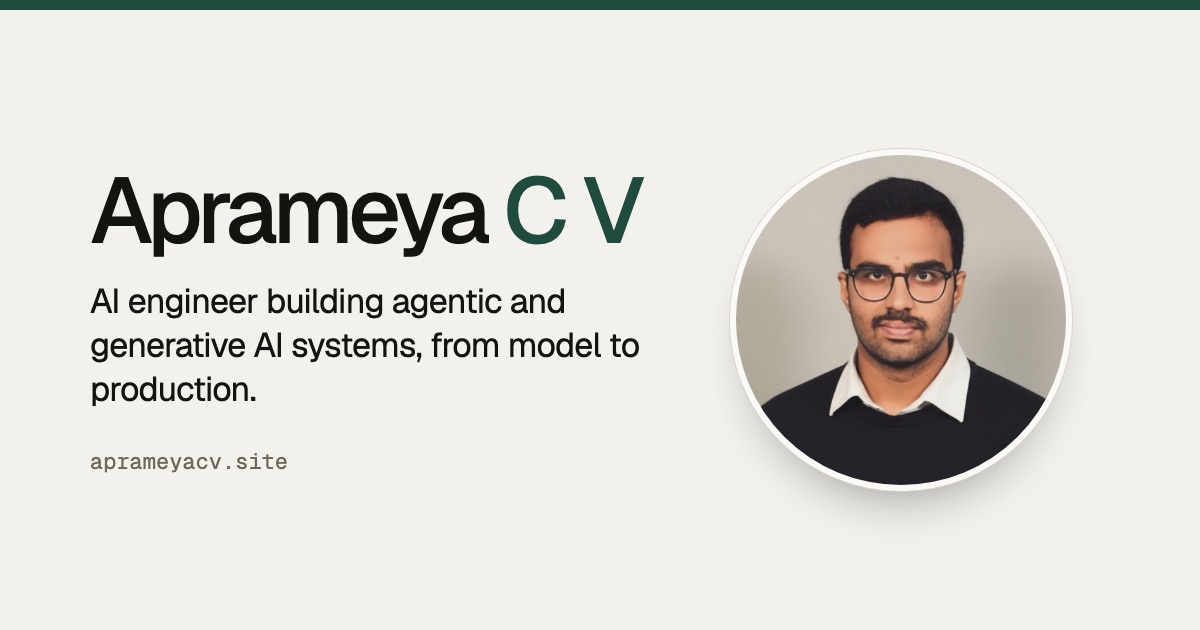 Aprameya C V
AI engineer building agentic and
generative AI systems, from model to
production.
aprameyacv.site